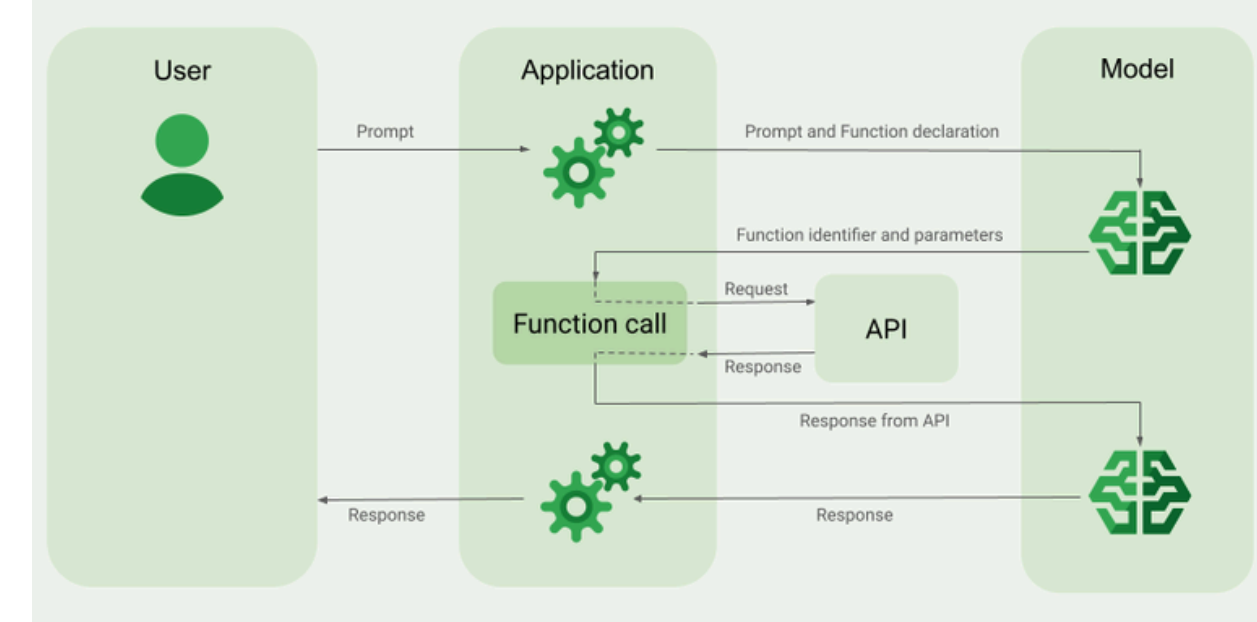 User
Application
Model
Prompt
Prompt and Function declaration
Function identifier and parameters
Request
Function call
API
Response
Response from API
Response
Response